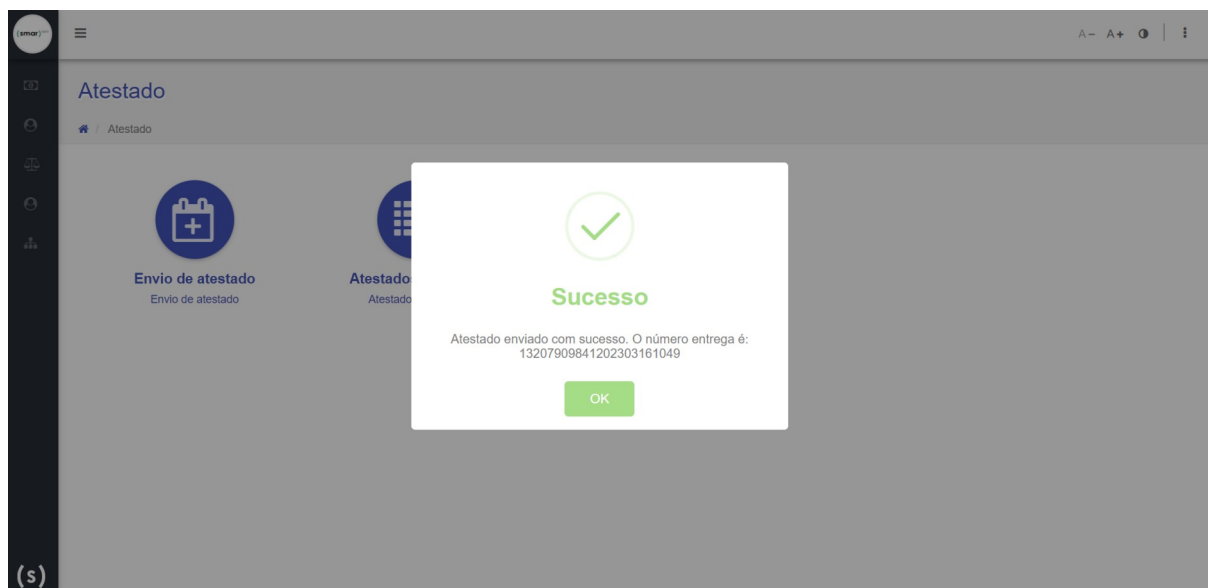 (smar)
A- A+
Atestado
/ Atestado
Envio de atestado
Envio de atestado
Atestado
Atestado
Sucesso
Atestado enviado com sucesso. O número entrega é:
13207909841202303161049
OK
(s)